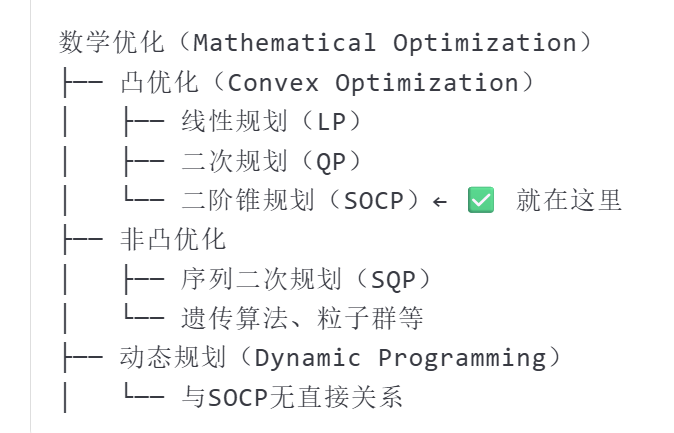 数学优化（Mathematical Optimization）
├── 凸优化（Convex Optimization）
│   ├── 线性规划（LP）
│   ├── 二次规划（QP）
│   └── 二阶锥规划（SOCP）← ✅ 就在这里
├── 非凸优化
│   ├── 序列二次规划（SQP）
│   └── 遗传算法、粒子群等
├── 动态规划（Dynamic Programming）
│   └── 与SOCP无直接关系